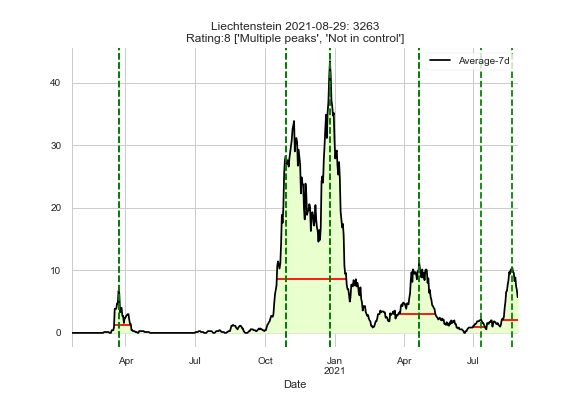 Liechtenstein 2021-08-29: 3263
Rating:8 ['Multiple peaks', 'Not in control']
Average-7d
40
30
20
10
0
Apr Jul Oct Jan Apr Jul
2021
Date